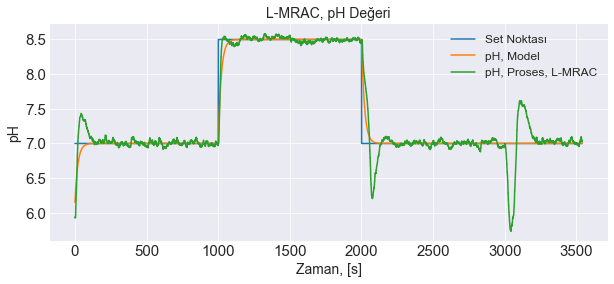 L-MRAC, pH Değeri
8.5
8.0
7.5
7.0
6.5
6.0
pH
Set Noktası
pH, Model
pH, Proses, L-MRAC
0 500 1000 1500 2000 2500 3000 3500
Zaman, [s]